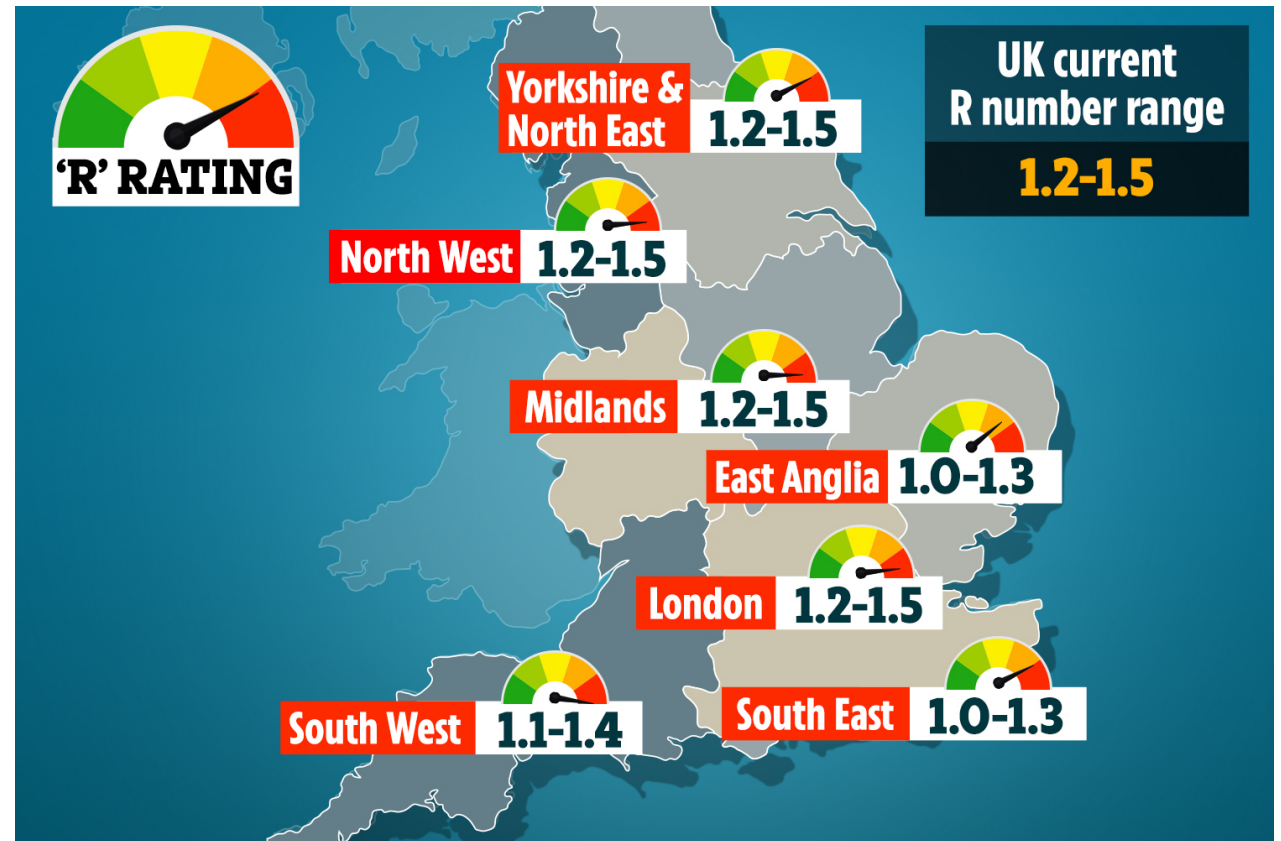 'R' RATING
UK current
R number range
1.2-1.5
Yorkshire &
North East
1.2-1.5
North West
1.2-1.5
Midlands
1.2-1.5
East Anglia
1.0-1.3
London
1.2-1.5
South West
1.1-1.4
South East
1.0-1.3